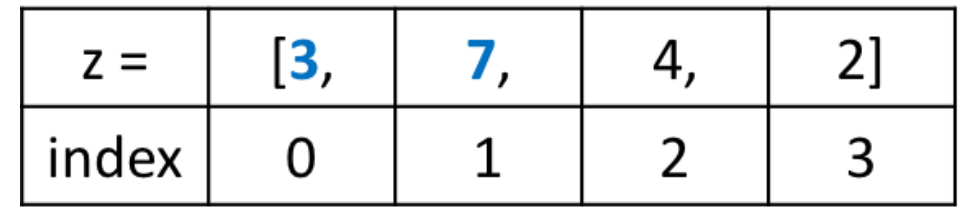 z = [3, 7, 4, 2]
index 0 1 2 3